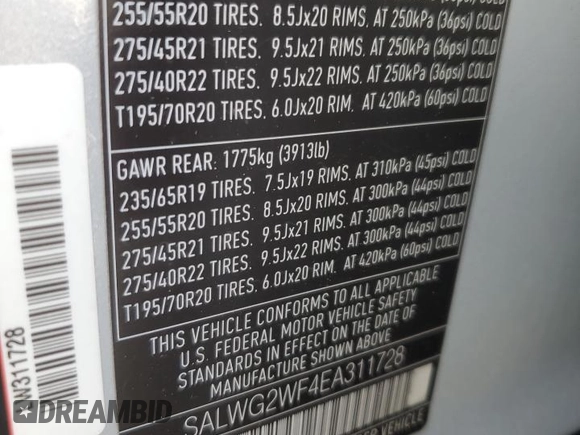 255/55R20 TIRES. 8.5Jx20 RIMS. AT 250kPa (36psi) COLD
275/45R21 TIRES. 9.5Jx21 RIMS. AT 250kPa (36psi) COLD
275/40R22 TIRES. 9.5Jx22 RIMS. AT 250kPa (36psi) COLD
T195/70R20 TIRES. 6.0Jx20 RIM. AT 420kPa (60psi) COLD
GAWR REAR: 1775kg (3913lb)
235/65R19 TIRES. 7.5Jx19 RIMS. AT 310kPa (45psi) COLD
255/55R20 TIRES. 8.5Jx20 RIMS. AT 300kPa (44psi) COLD
275/45R21 TIRES. 9.5Jx21 RIMS. AT 300kPa (44psi) COLD
275/40R22 TIRES. 9.5Jx22 RIMS. AT 300kPa (44psi) COLD
T195/70R20 TIRES. 6.0Jx20 RIM. AT 420kPa (60psi) COLD
THIS VEHICLE CONFORMS TO ALL APPLICABLE
U.S. FEDERAL MOTOR VEHICLE SAFETY
STANDARDS IN EFFECT ON THE DATE OF
MANUFACTURE SHOWN ABOVE.
SALWG2WF4EA311728
311728
DREAMBID